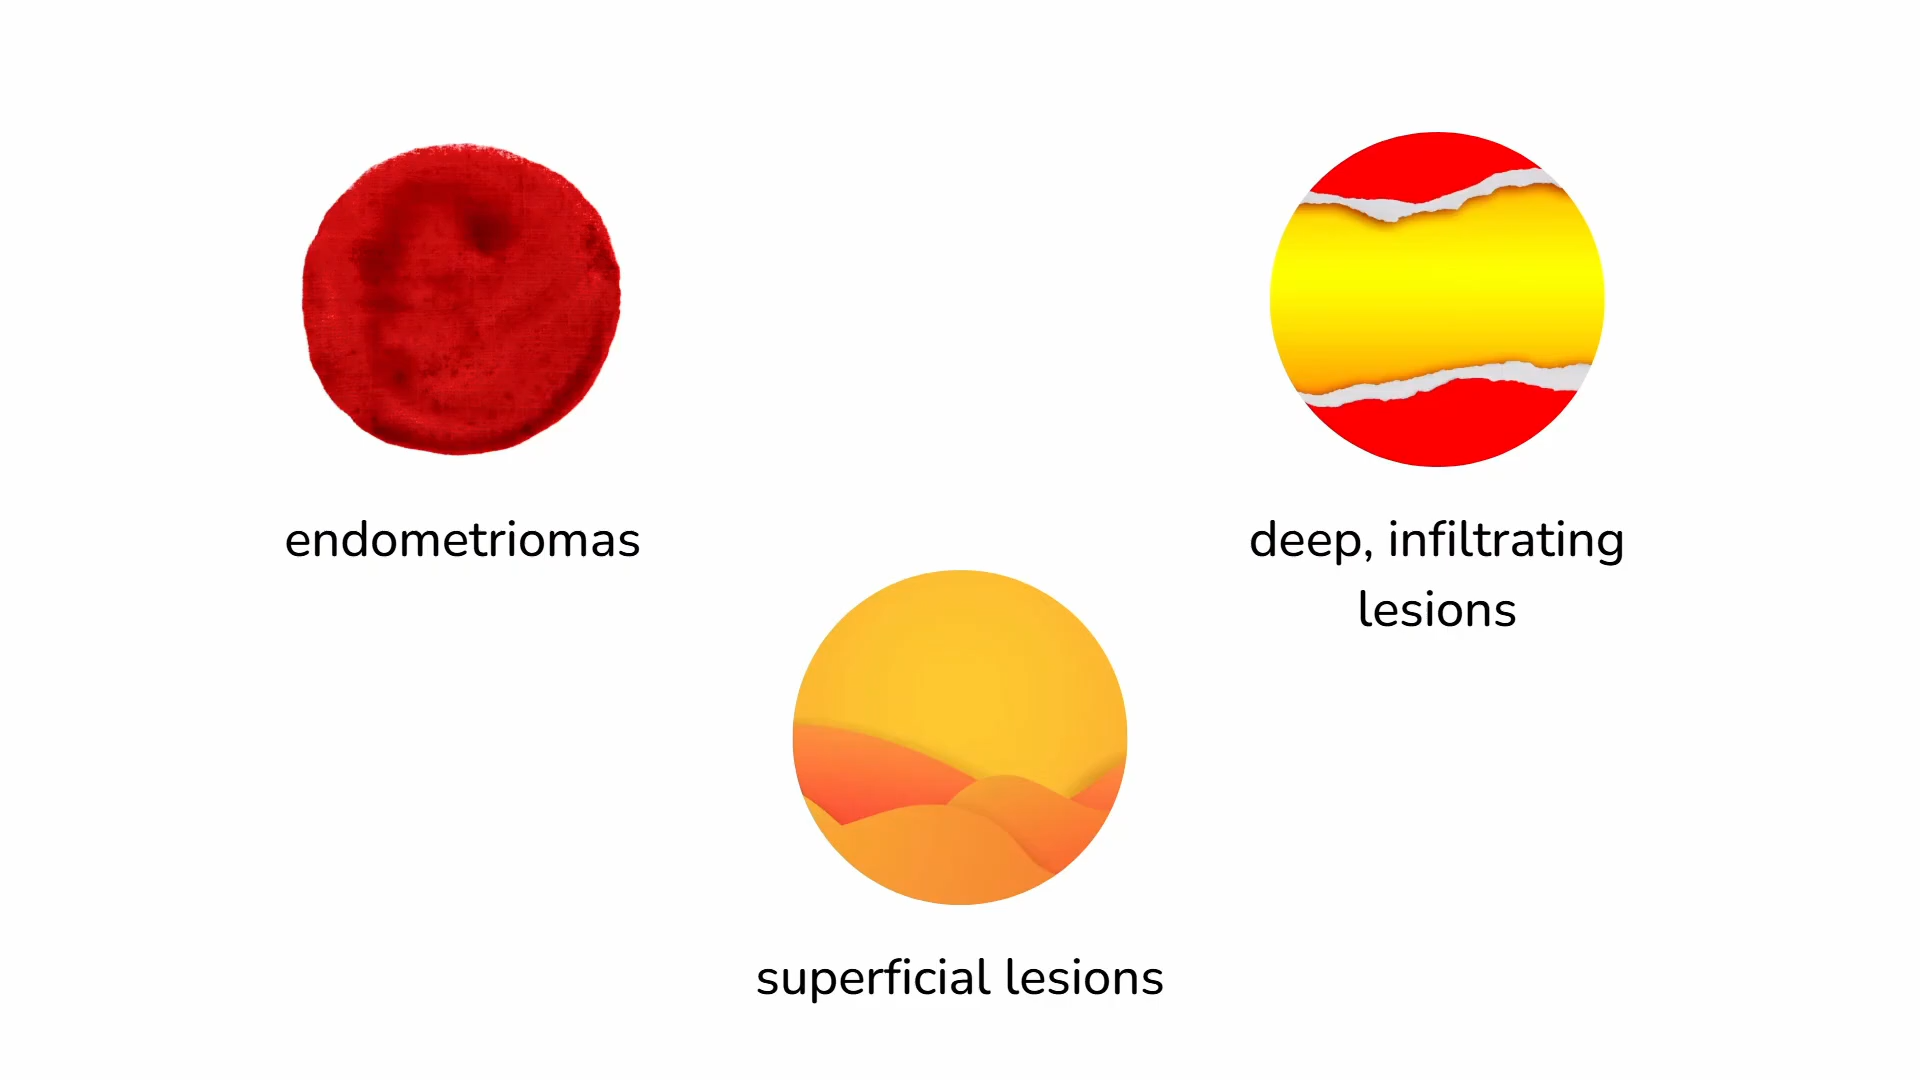 endometriomas
deep, infiltrating
lesions
superficial lesions